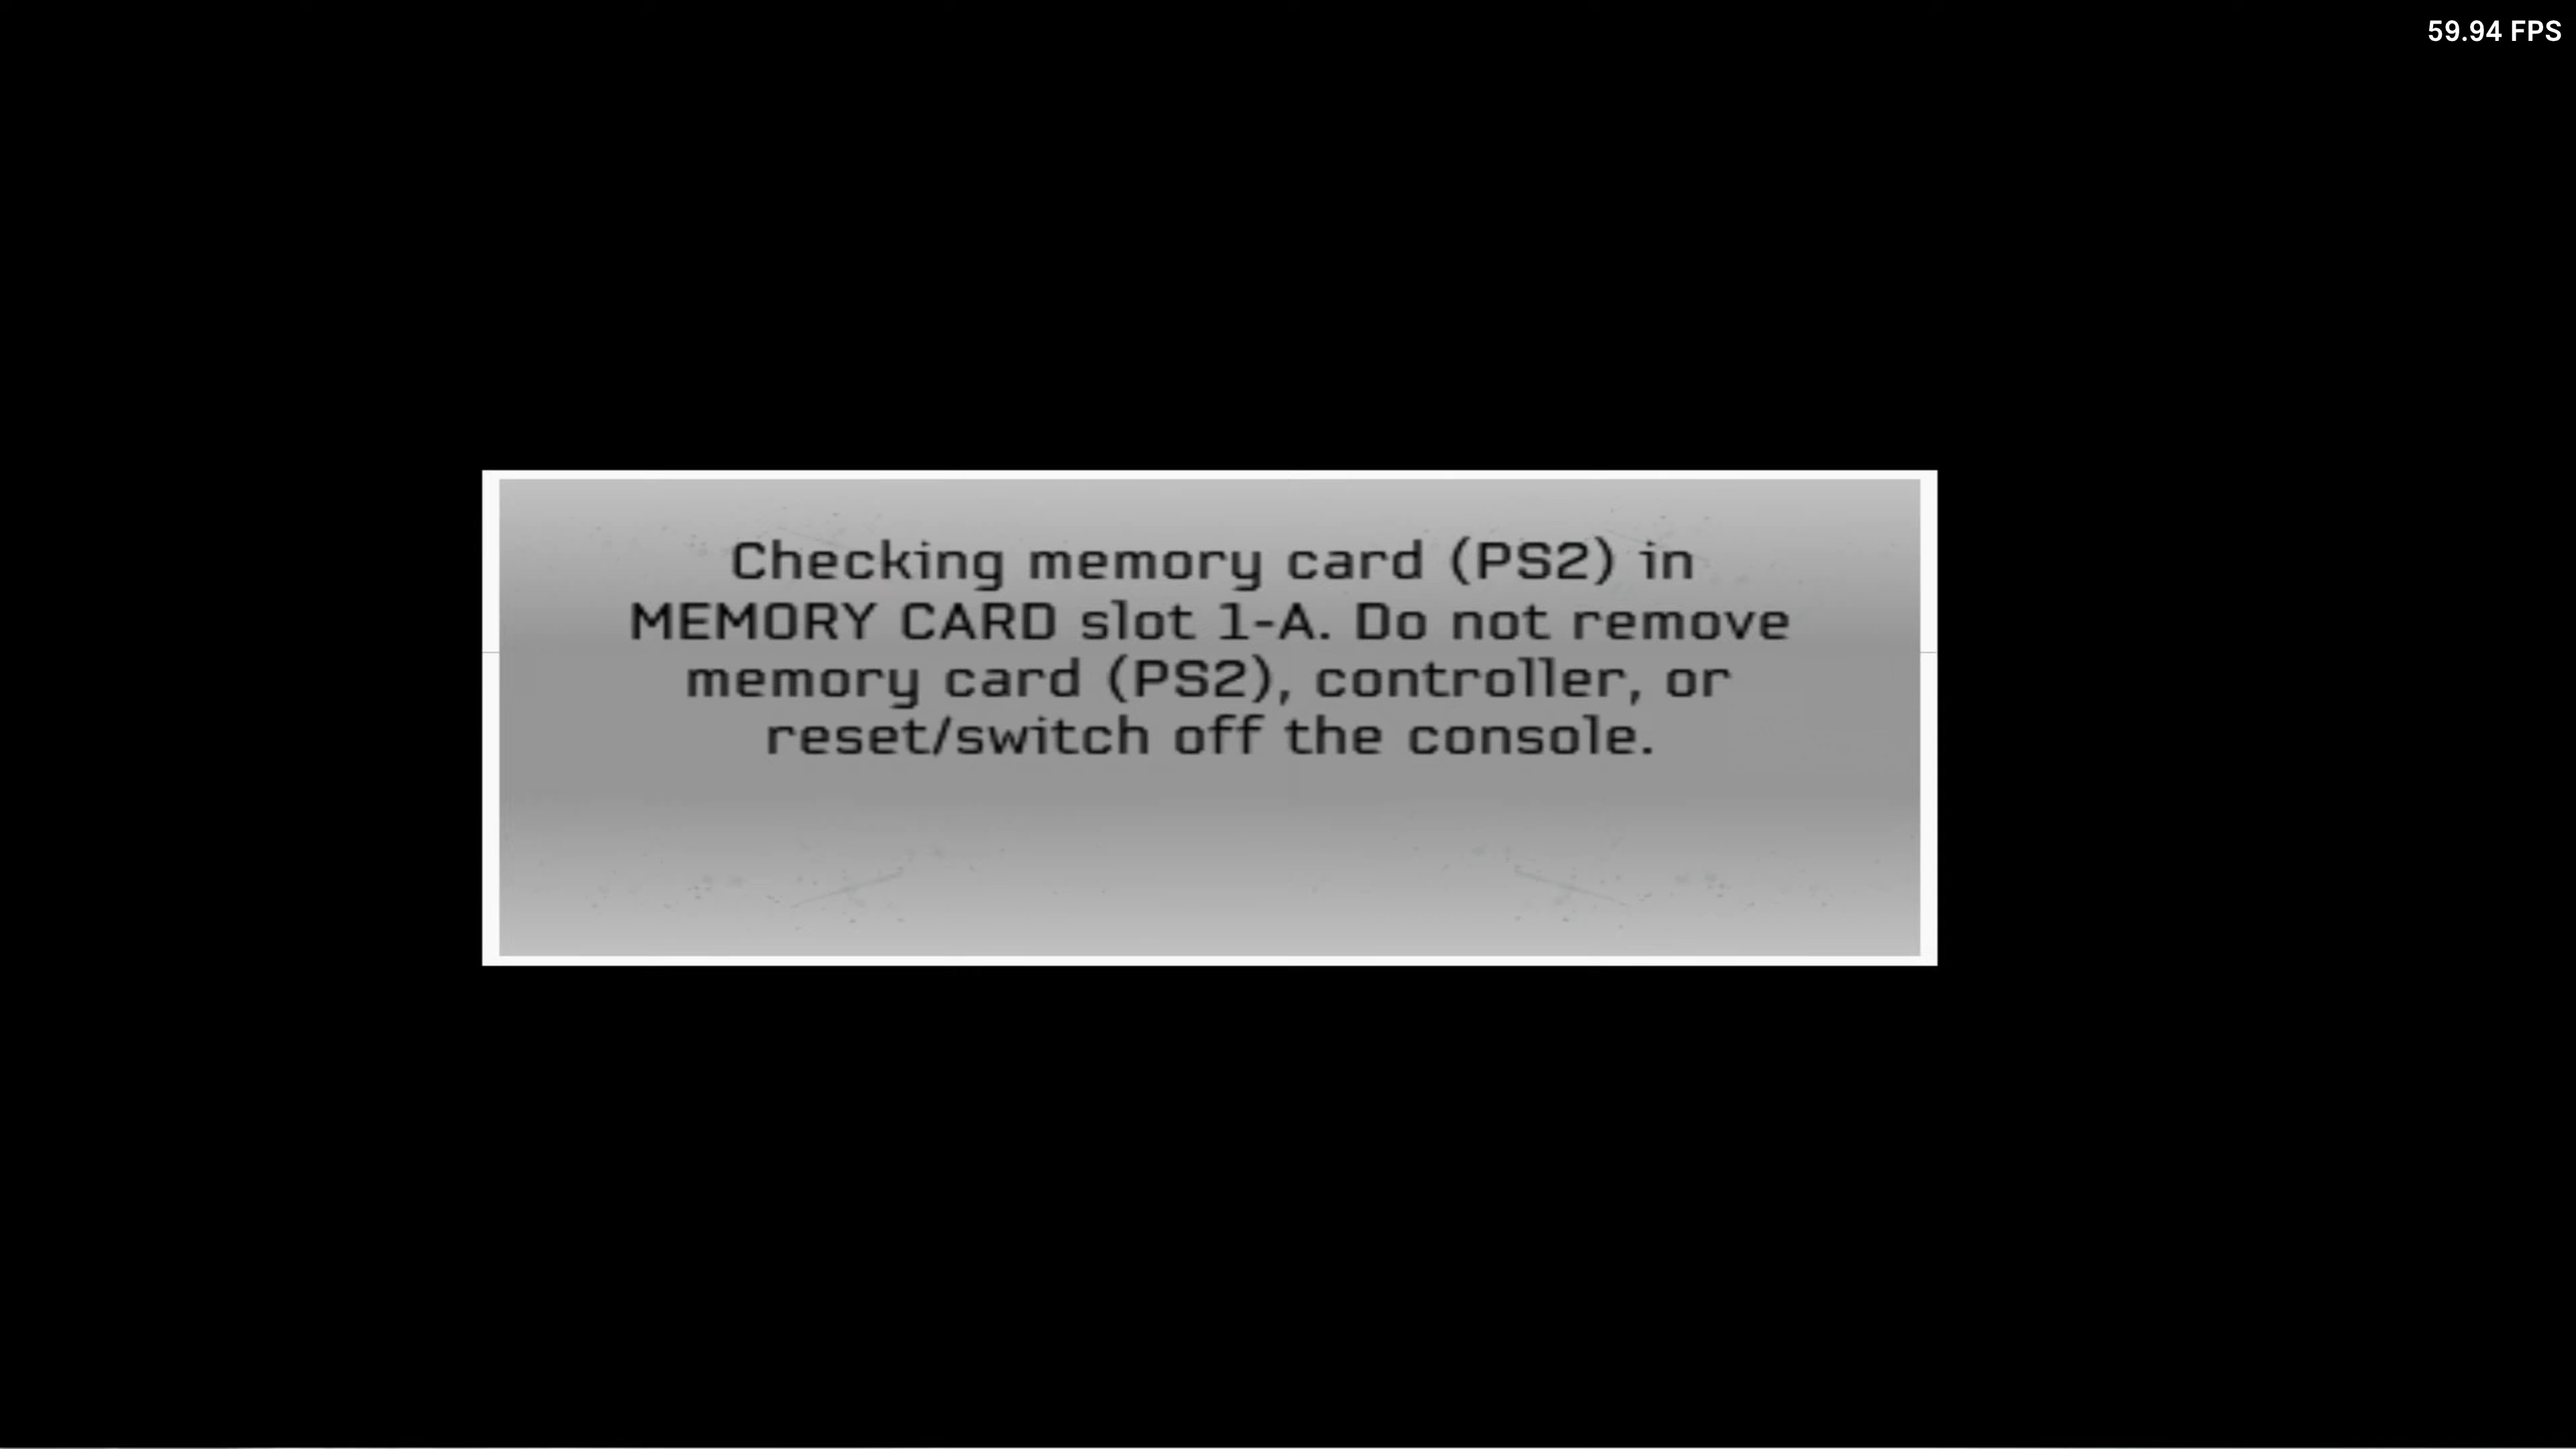 59.94 FPS
Checking memory card (PS2) in
MEMORY CARD slot 1-A. Do not remove
memory card (PS2), controller, or
reset/switch off the console.